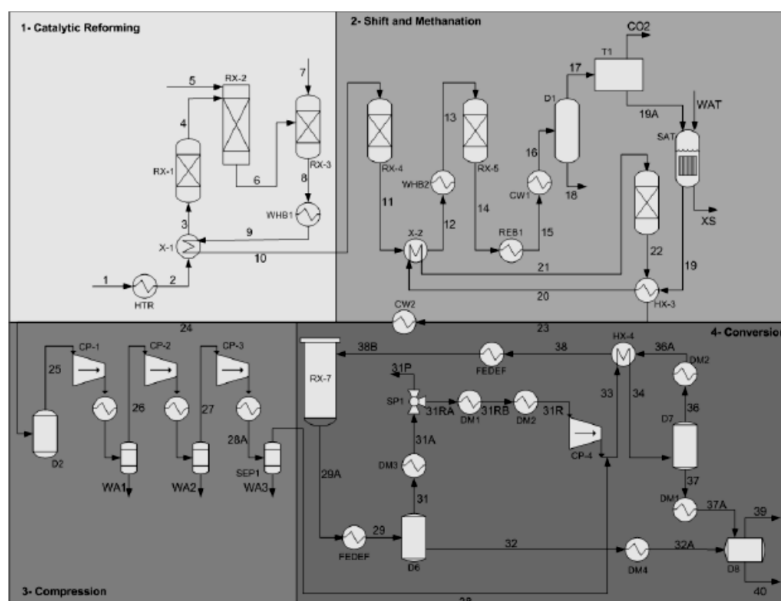 1- Catalytic Reforming
2- Shift and Methanation
CO2
5
RX-2
7
17
T1
4
13
D1
19A
WAT
RX-1
RX-3
RX-4
RX-5
SAT
6
8
16
WHB2
CW1
WHB1
11
12
14
18
XS
3
9
X-1
10
X-2
REB1
15
21
22
19
1
2
HTR
20
HX-3
24
CW2
23
4- Conversion
25
CP-1
CP-2
CP-3
38B
38
HX-4
36A
RX-7
31P
FEDEF
DM2
SP1
31RA
31RB
31R
33
34
36
26
27
DM1
DM2
D7
28A
31A
CP-4
D2
SEP1
29A
DM3
37
WA1
WA2
WA3
31
DM1
37A
39
29
32
32A
FEDEF
D6
DM4
D8
3- Compression
40